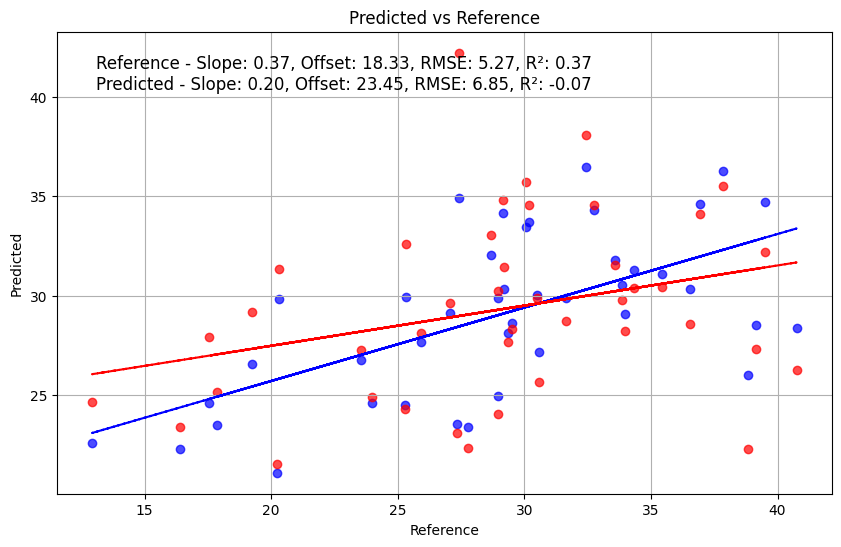 Predicted vs Reference
Reference - Slope: 0.37, Offset: 18.33, RMSE: 5.27, R²: 0.37
Predicted - Slope: 0.20, Offset: 23.45, RMSE: 6.85, R²: -0.07
40
35
30
25
Predicted
15 20 25 30 35 40
Reference